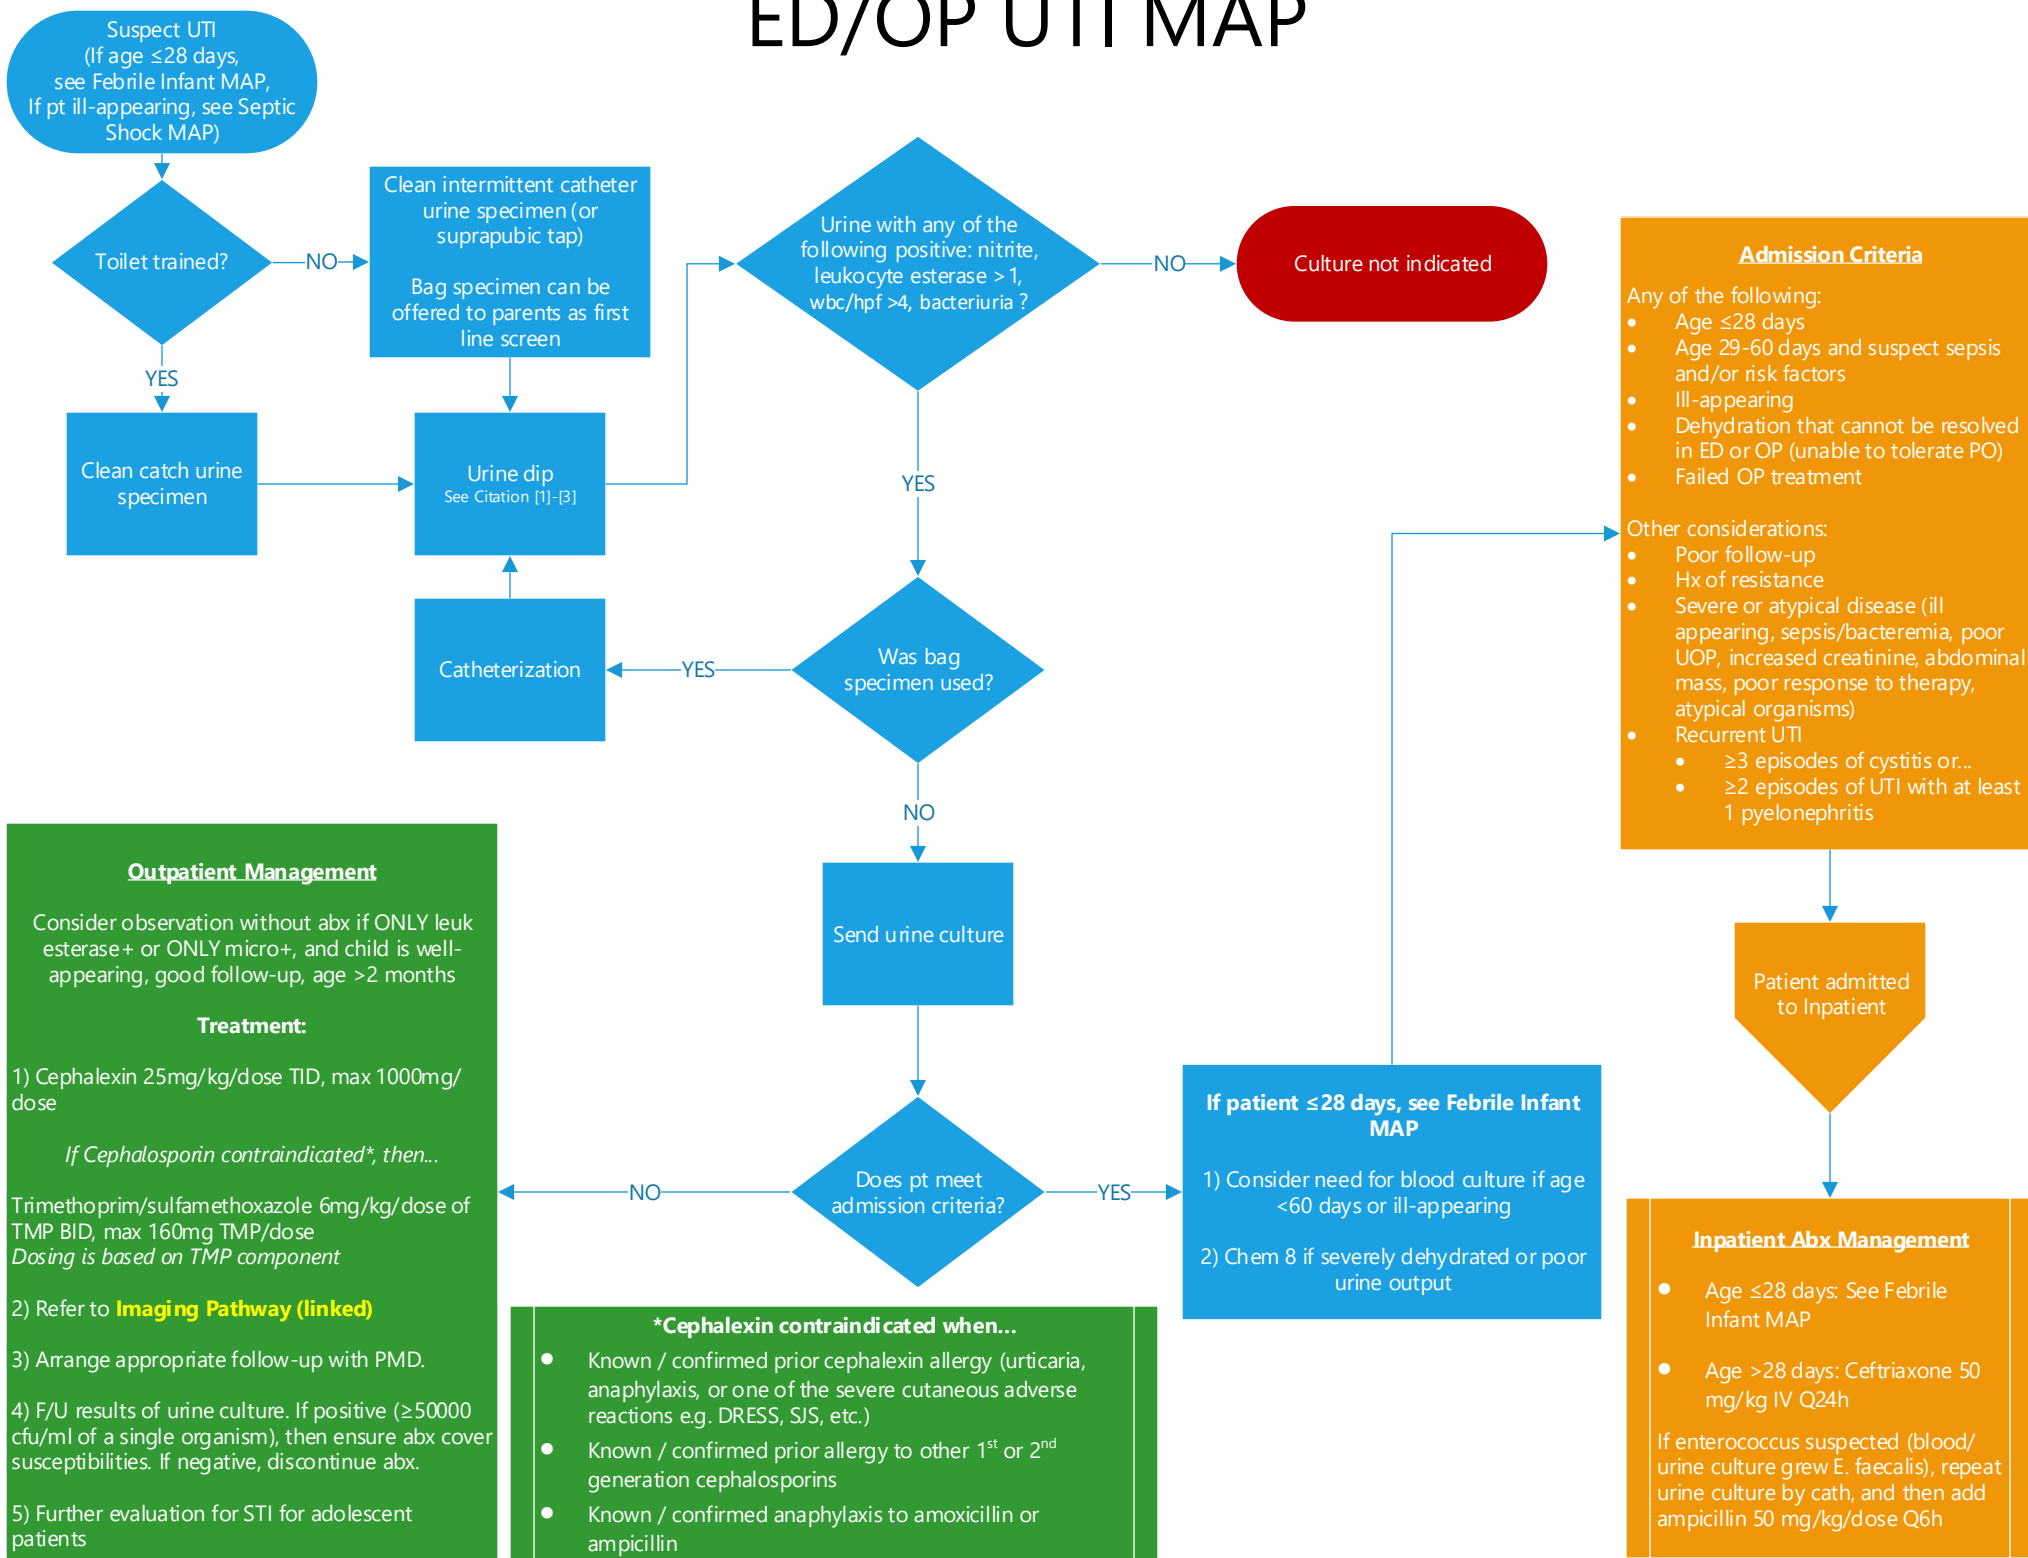 ED/OP UTI MAP
Suspect UTI
(If age ≤28 days,
see Febrile Infant MAP,
If pt ill-appearing, see Septic
Shock MAP)
Toilet trained?
NO
YES
Clean intermittent catheter
urine specimen (or
suprapubic tap)
Bag specimen can be
offered to parents as first
line screen
Clean catch urine
specimen
Urine dip
See Citation [1]-[3]
Urine with any of the
following positive: nitrite,
leukocyte esterase >1,
wbc/hpf >4, bacteriuria ?
NO
Culture not indicated
YES
Was bag
specimen used?
YES
Catheterization
NO
Send urine culture
Does pt meet
admission criteria?
NO
YES
Outpatient Management
Consider observation without abx if ONLY leuk
esterase+ or ONLY micro+, and child is well-
appearing, good follow-up, age >2 months
Treatment:
1) Cephalexin 25mg/kg/dose TID, max 1000mg/
dose
If Cephalosporin contraindicated*, then...
Trimethoprim/sulfamethoxazole 6mg/kg/dose of
TMP BID, max 160mg TMP/dose
Dosing is based on TMP component
2) Refer to Imaging Pathway (linked)
3) Arrange appropriate follow-up with PMD.
4) F/U results of urine culture. If positive (≥50000
cfu/ml of a single organism), then ensure abx cover
susceptibilities. If negative, discontinue abx.
5) Further evaluation for STI for adolescent
patients
*Cephalexin contraindicated when...
● Known / confirmed prior cephalexin allergy (urticaria,
anaphylaxis, or one of the severe cutaneous adverse
reactions e.g. DRESS, SJS, etc.)
● Known / confirmed prior allergy to other 1st or 2nd
generation cephalosporins
● Known / confirmed anaphylaxis to amoxicillin or
ampicillin
If patient ≤28 days, see Febrile Infant
MAP
1) Consider need for blood culture if age
<60 days or ill-appearing
2) Chem 8 if severely dehydrated or poor
urine output
Admission Criteria
Any of the following:
• Age ≤28 days
• Age 29-60 days and suspect sepsis
and/or risk factors
• Ill-appearing
• Dehydration that cannot be resolved
in ED or OP (unable to tolerate PO)
• Failed OP treatment
Other considerations:
• Poor follow-up
• Hx of resistance
• Severe or atypical disease (ill
appearing, sepsis/bacteremia, poor
UOP, increased creatinine, abdominal
mass, poor response to therapy,
atypical organisms)
• Recurrent UTI
• ≥3 episodes of cystitis or...
• ≥2 episodes of UTI with at least
1 pyelonephritis
Patient admitted
to Inpatient
Inpatient Abx Management
● Age ≤28 days: See Febrile
Infant MAP
● Age >28 days: Ceftriaxone 50
mg/kg IV Q24h
If enterococcus suspected (blood/
urine culture grew E. faecalis), repeat
urine culture by cath, and then add
ampicillin 50 mg/kg/dose Q6h